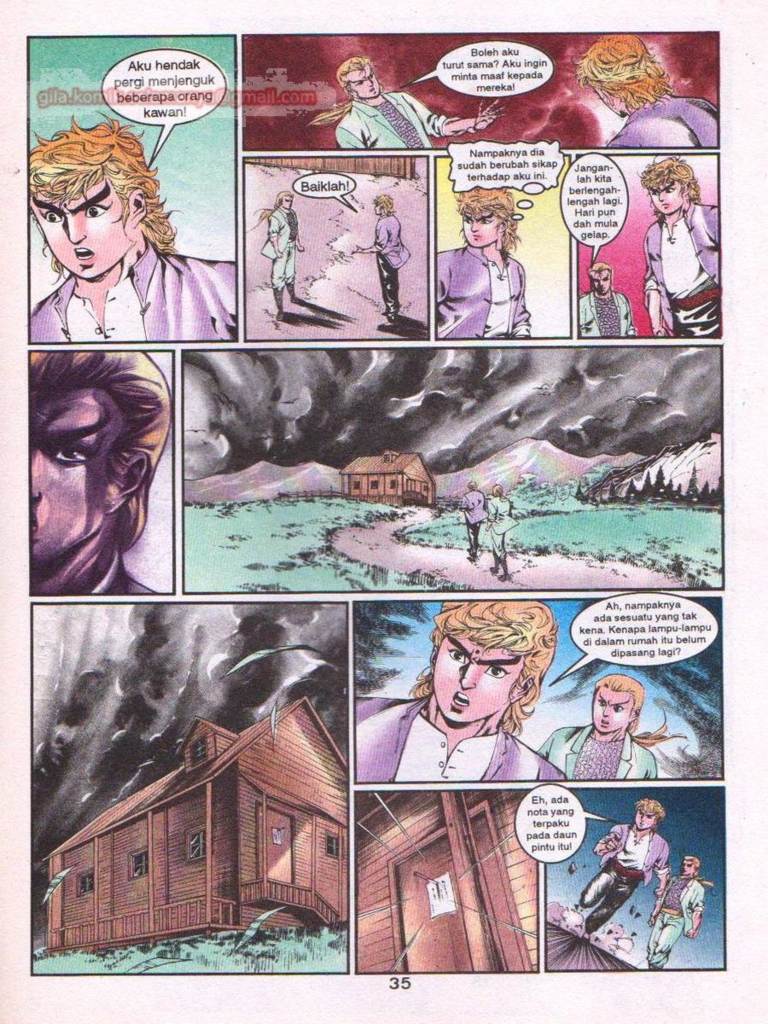 Aku hendak
pergi menjenguk
beberapa orang
kawan!
Boleh aku
turut sama? Aku ingin
minta maaf kepada
mereka!
Baiklah!
Nampaknya dia
sudah berubah sikap
terhadap aku ini.
Jangan-
lah kita
berlengah-
lengah lagi.
Hari pun
dah mula
gelap.
Ah, nampaknya
ada sesuatu yang tak
kena. Kenapa lampu-lampu
di dalam rumah itu belum
dipasang lagi?
Eh, ada
nota yang
terpaku
pada daun
pintu itu!
35